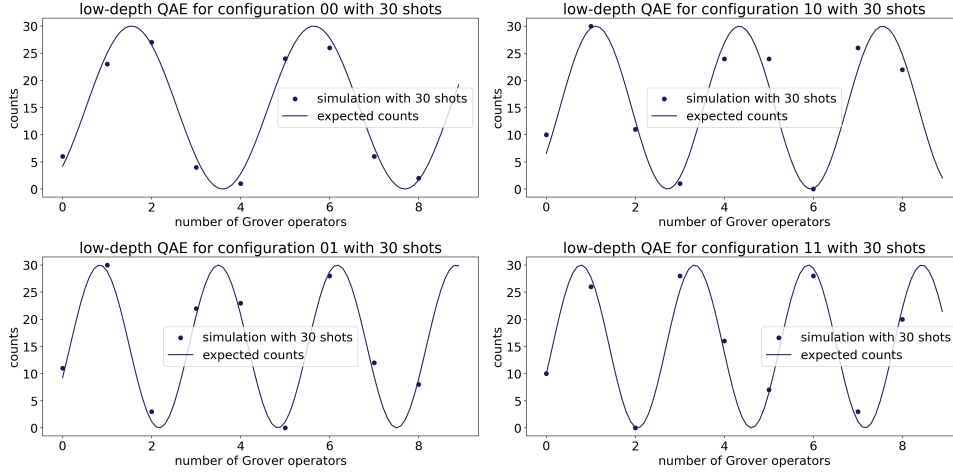 low-depth QAE for configuration 00 with 30 shots
30
25
20
15
10
5
0
counts
simulation with 30 shots
expected counts
0 2 4 6 8
number of Grover operators
low-depth QAE for configuration 10 with 30 shots
30
25
20
15
10
5
0
counts
simulation with 30 shots
expected counts
0 2 4 6 8
number of Grover operators
low-depth QAE for configuration 01 with 30 shots
30
25
20
15
10
5
0
counts
simulation with 30 shots
expected counts
0 2 4 6 8
number of Grover operators
low-depth QAE for configuration 11 with 30 shots
30
25
20
15
10
5
0
counts
simulation with 30 shots
expected counts
0 2 4 6 8
number of Grover operators